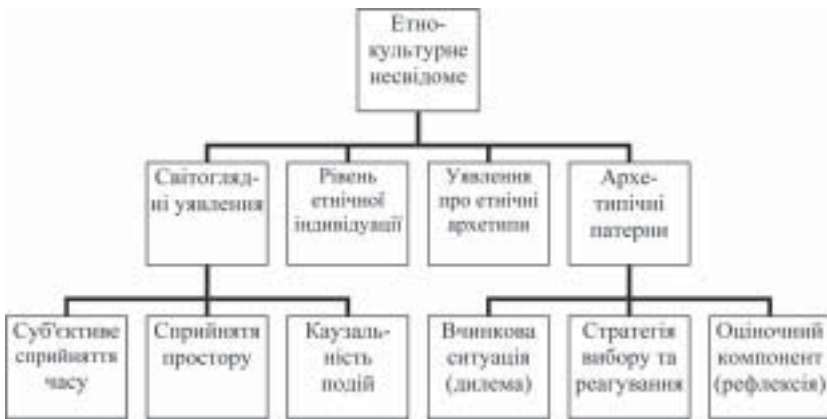 Етно-
культурне
несвідоме
Світогляд-
ні уявлення
Рівень
етнічної
індивідуації
Уявлення
про етнічні
архетипи
Архе-
типічні
патерни
Суб'єктиве
сприйняття
часу
Сприйнятя
простору
Каузаль-
ність
подій
Вчинкова
ситуація
(дилема)
Стратегія
вибору та
реагування
Оціночний
компонент
(рефлексія)